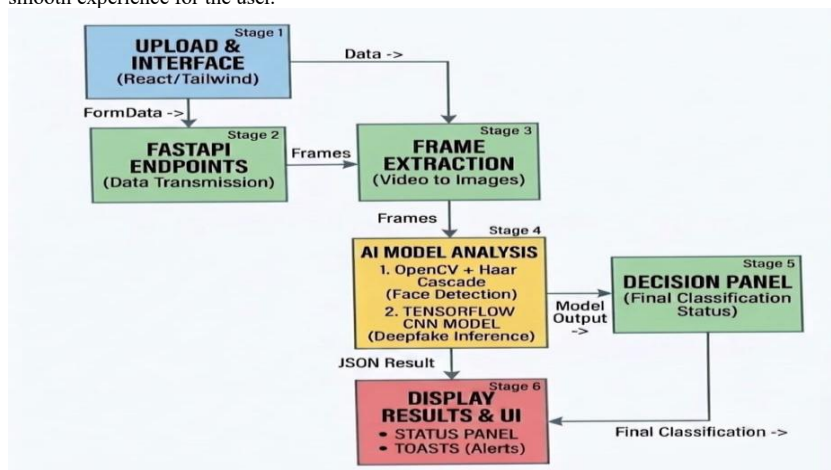 smooth experience for the user.
Stage 1
UPLOAD &
INTERFACE
(React/Tailwind)
Data ->
FormData ->
Stage 2
FASTAPI
ENDPOINTS
(Data Transmission)
Frames
Stage 3
FRAME
EXTRACTION
(Video to Images)
Frames
Stage 4
AI MODEL ANALYSIS
1. OpenCV + Haar
Cascade
(Face Detection)
2. TENSORFLOW
CNN MODEL
(Deepfake Inference)
Model
Output
->
Stage 5
DECISION PANEL
(Final Classification
Status)
JSON Result
Stage 6
DISPLAY
RESULTS & UI
• STATUS PANEL
• TOASTS (Alerts)
Final Classification ->